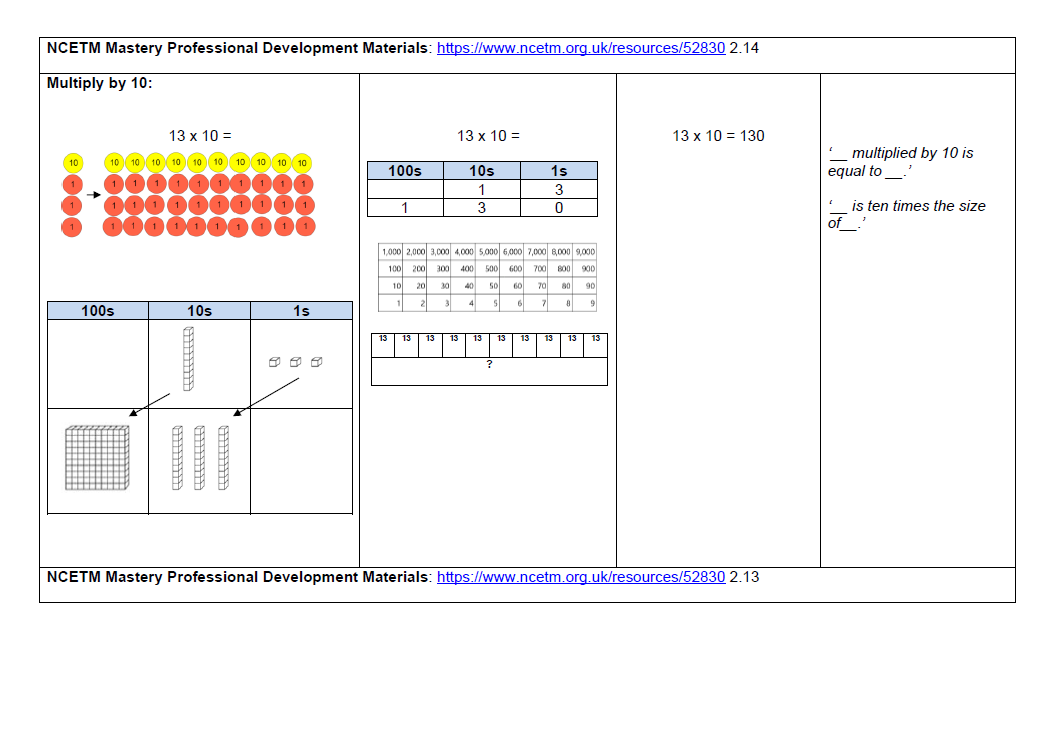 NCETM Mastery Professional Development Materials: https://www.ncetm.org.uk/resources/52830 2.14
Multiply by 10:
13 x 10 =
10 10 10 10 10 10 10 10 10 10 10
1 1 1 1 1 1 1 1 1 1 1
1 1 1 1 1 1 1 1 1 1 1
1 1 1 1 1 1 1 1 1 1 1
100s 10s 1s
13 x 10 =
100s 10s 1s
1 3
1 3 0
1,000 2,000 3,000 4,000 5,000 6,000 7,000 8,000 9,000
100 200 300 400 500 600 700 800 900
10 20 30 40 50 60 70 80 90
1 2 3 4 5 6 7 8 9
13 13 13 13 13 13 13 13 13 13
?
13 x 10 = 130
‘__ multiplied by 10 is
equal to __.’
‘__ is ten times the size
of__.’
NCETM Mastery Professional Development Materials: https://www.ncetm.org.uk/resources/52830 2.13